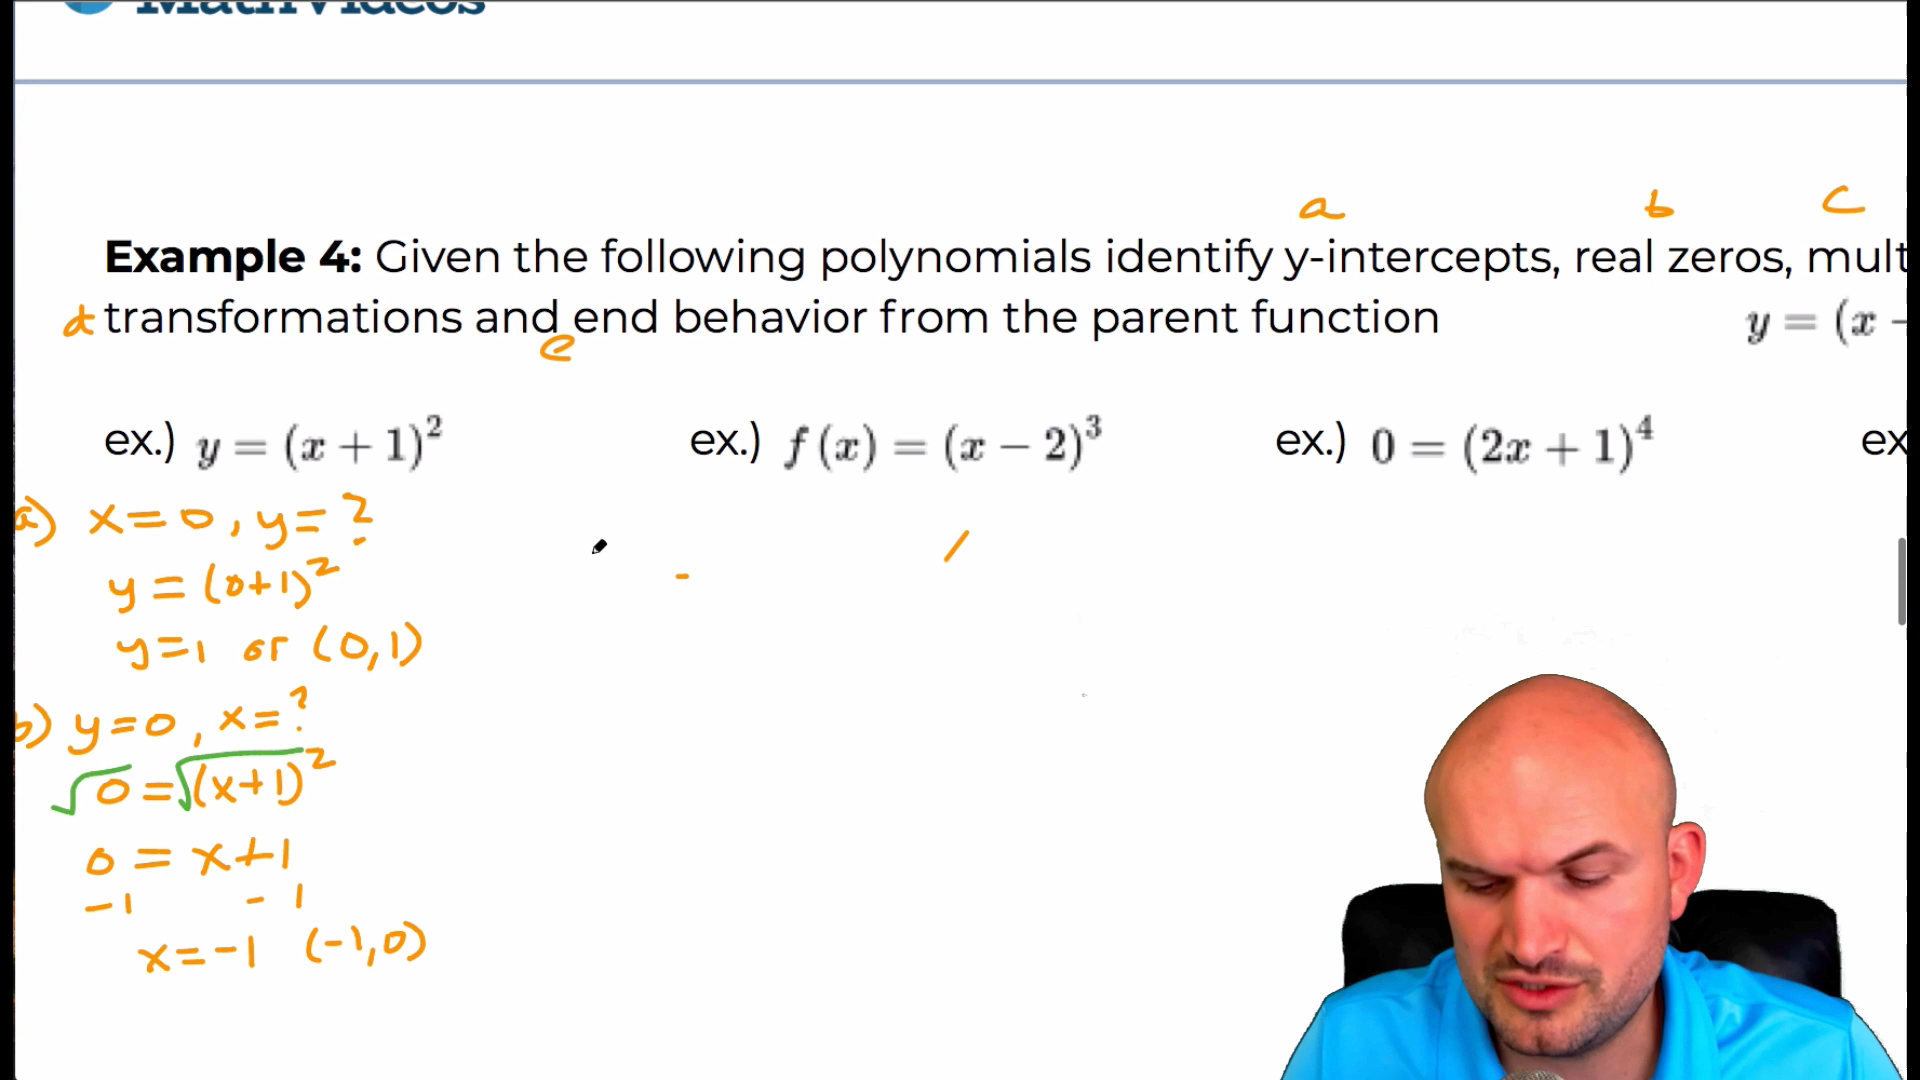 MathVideos
a b c
Example 4: Given the following polynomials identify y-intercepts, real zeros, mult
d transformations and end behavior from the parent function y = (x -
e
ex.) y = (x + 1)² ex.) f(x) = (x − 2)³ ex.) 0 = (2x + 1)⁴ ex
a) x=0, y=?
y = (0+1)²
y=1 or (0,1)
b) y=0, x=?
√0 = √(x+1)²
0 = x+1
-1 - 1
x=-1 (-1,0)